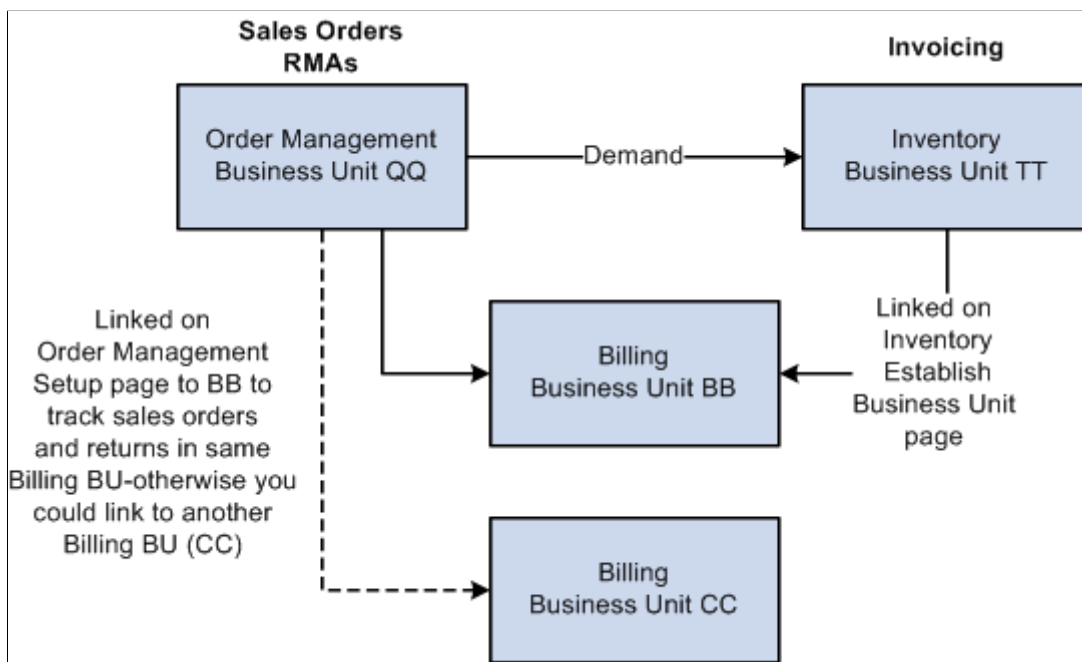 Sales Orders
RMAs
Invoicing
Order Management
Business Unit QQ
Demand
Inventory
Business Unit TT
Linked on
Order Management
Setup page to BB to
track sales orders
and returns in same
Billing BU-otherwise you
could link to another
Billing BU (CC)
Billing
Business Unit BB
Linked on
Inventory
Establish
Business Unit
page
Billing
Business Unit CC